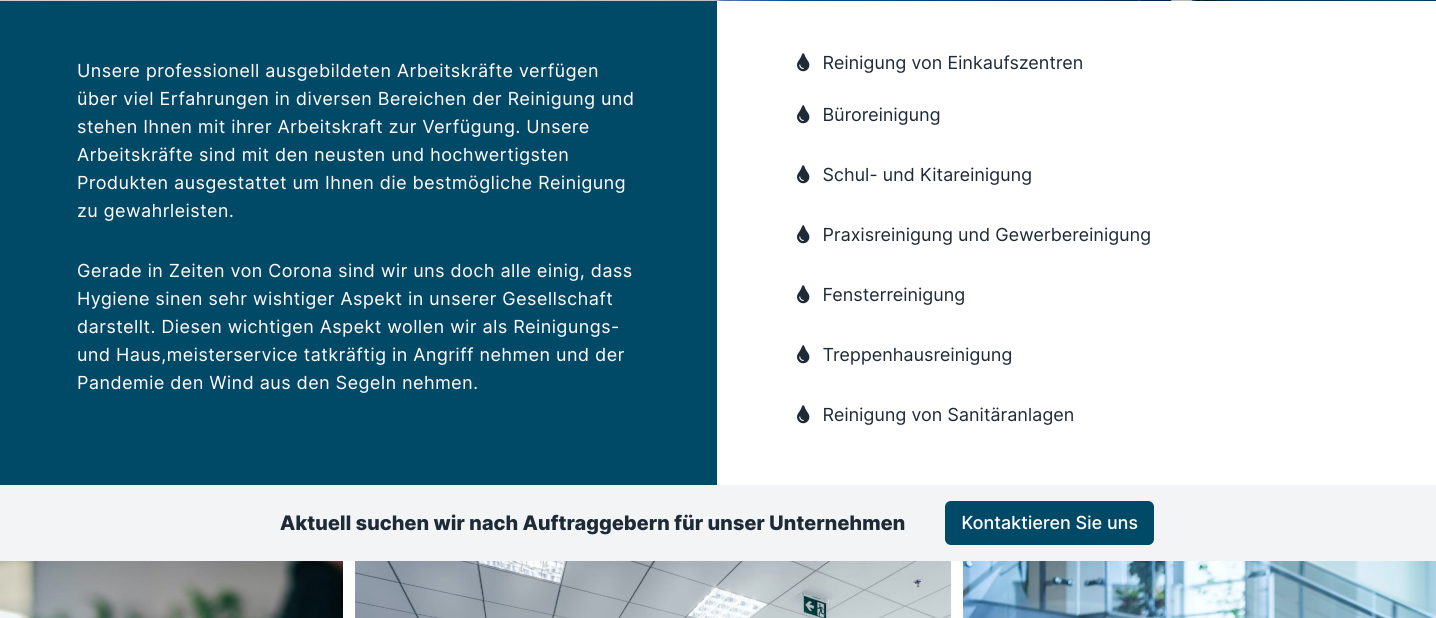 Unsere professionell ausgebildeten Arbeitskräfte verfügen
über viel Erfahrungen in diversen Bereichen der Reinigung und
stehen Ihnen mit ihrer Arbeitskraft zur Verfügung. Unsere
Arbeitskräfte sind mit den neusten und hochwertigsten
Produkten ausgestattet um Ihnen die bestmögliche Reinigung
zu gewahrleisten.
Gerade in Zeiten von Corona sind wir uns doch alle einig, dass
Hygiene sinen sehr wishtiger Aspekt in unserer Gesellschaft
darstellt. Diesen wichtigen Aspekt wollen wir als Reinigungs-
und Haus,meisterservice tatkräftig in Angriff nehmen und der
Pandemie den Wind aus den Segeln nehmen.
Reinigung von Einkaufszentren
Büroreinigung
Schul- und Kitareinigung
Praxisreinigung und Gewerbereinigung
Fensterreinigung
Treppenhausreinigung
Reinigung von Sanitäranlagen
Aktuell suchen wir nach Auftraggebern für unser Unternehmen
Kontaktieren Sie uns